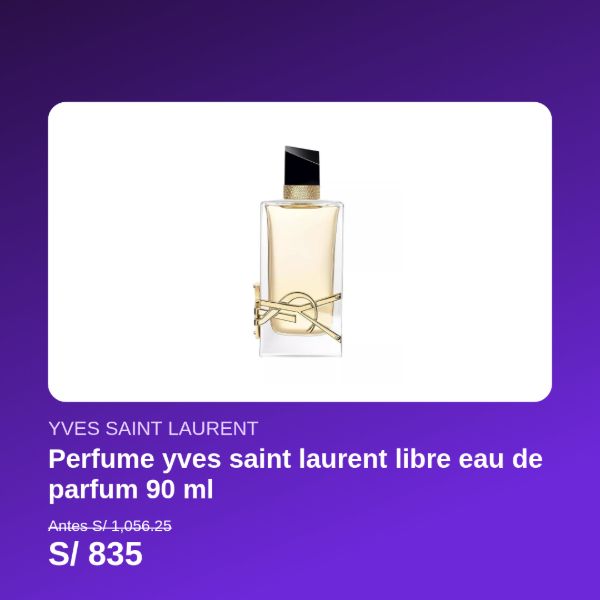 YVES SAINT LAURENT
Perfume yves saint laurent libre eau de
parfum 90 ml
Antes S/ 1,056.25
S/ 835